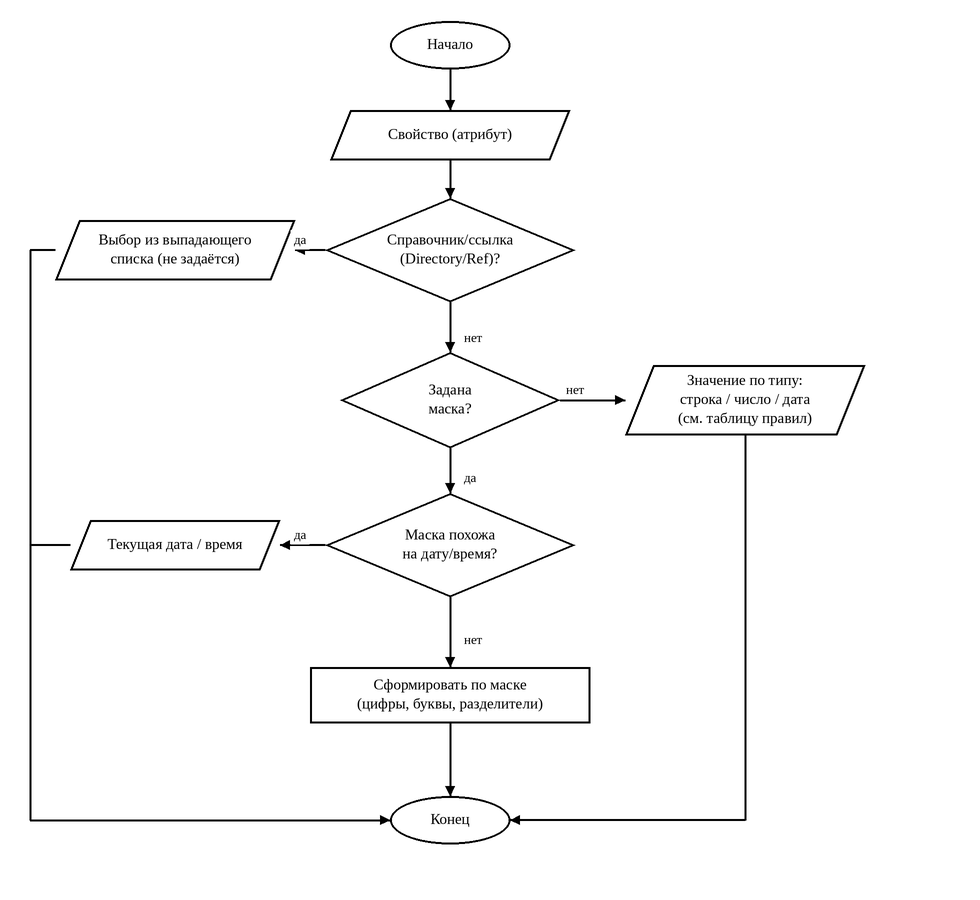 Начало
Свойство (атрибут)
Справочник/ссылка
(Directory/Ref)?
да
Выбор из выпадающего
списка (не задаётся)
нет
Задана
маска?
нет
Значение по типу:
строка / число / дата
(см. таблицу правил)
да
Маска похожа
на дату/время?
да
Текущая дата / время
нет
Сформировать по маске
(цифры, буквы, разделители)
Конец